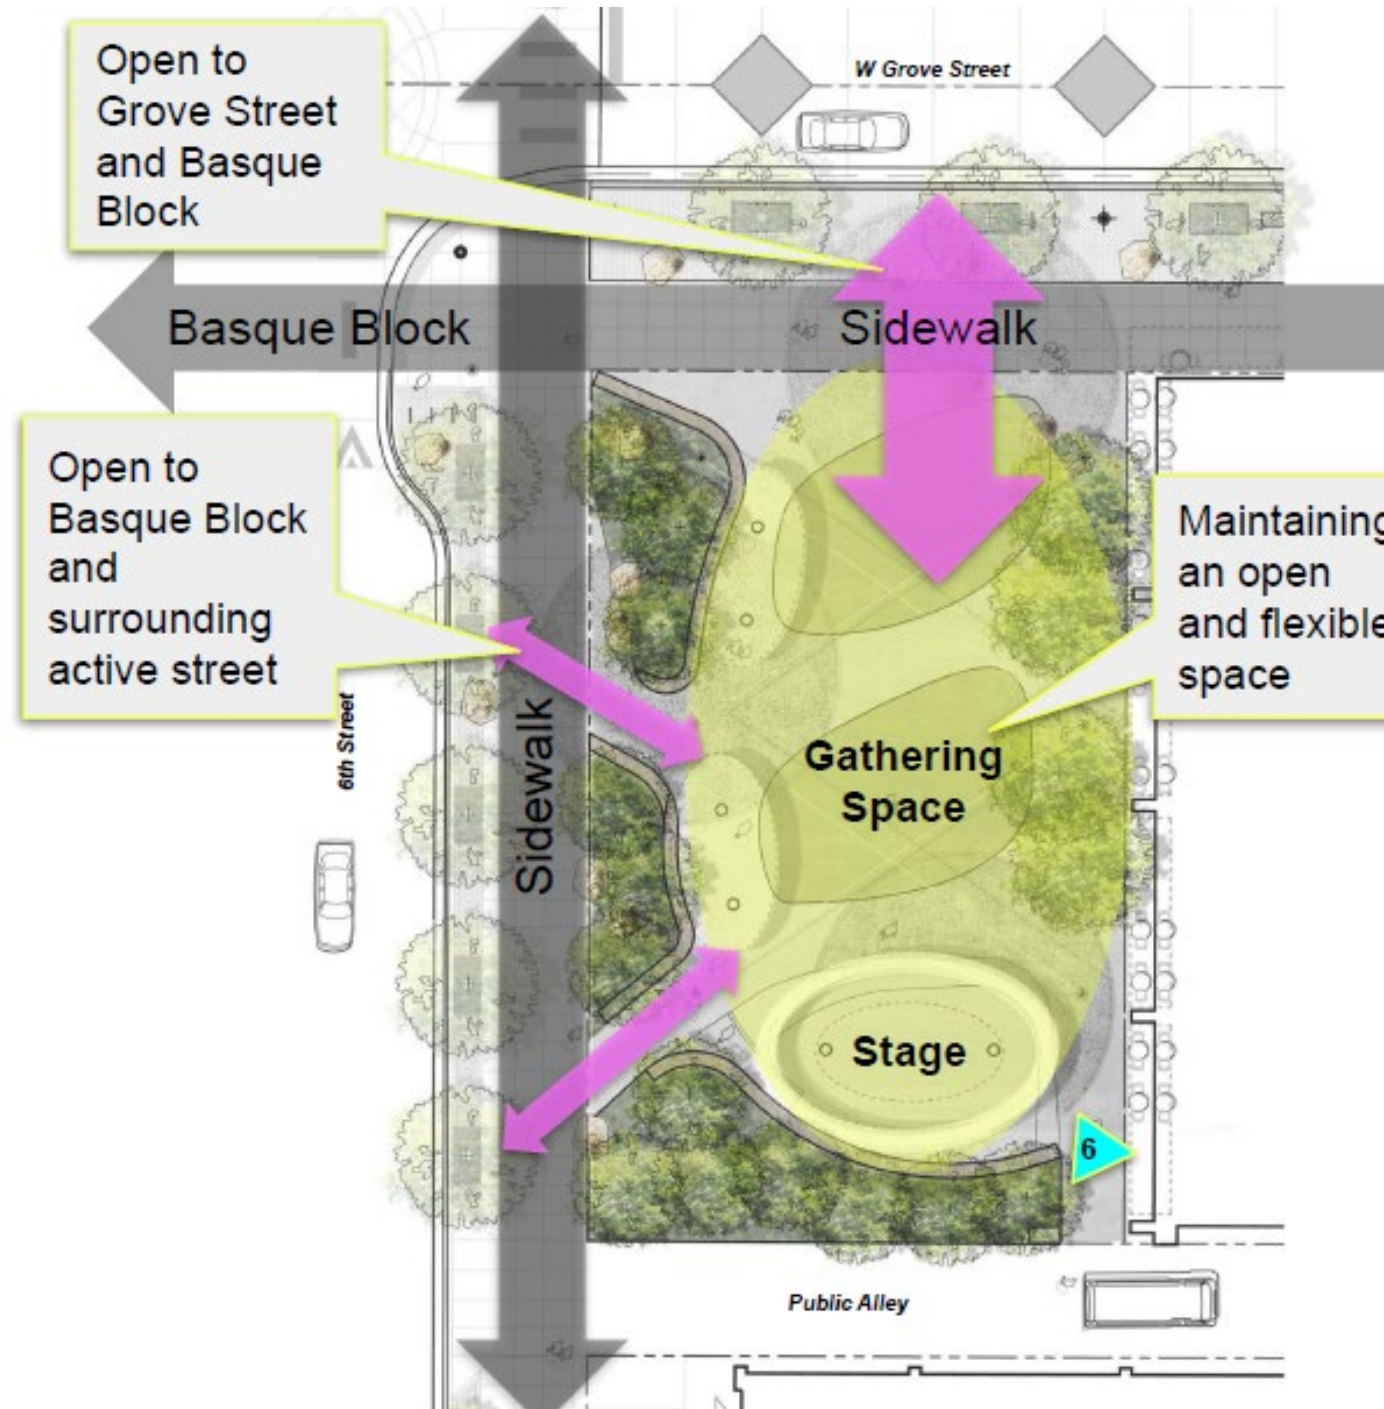 Open to
Grove Street
and Basque
Block
W Grove Street
Basque Block
Sidewalk
Open to
Basque Block
and
surrounding
active street
Maintaining
an open
and flexible
space
6th Street
Sidewalk
Gathering
Space
Stage
6
Public Alley